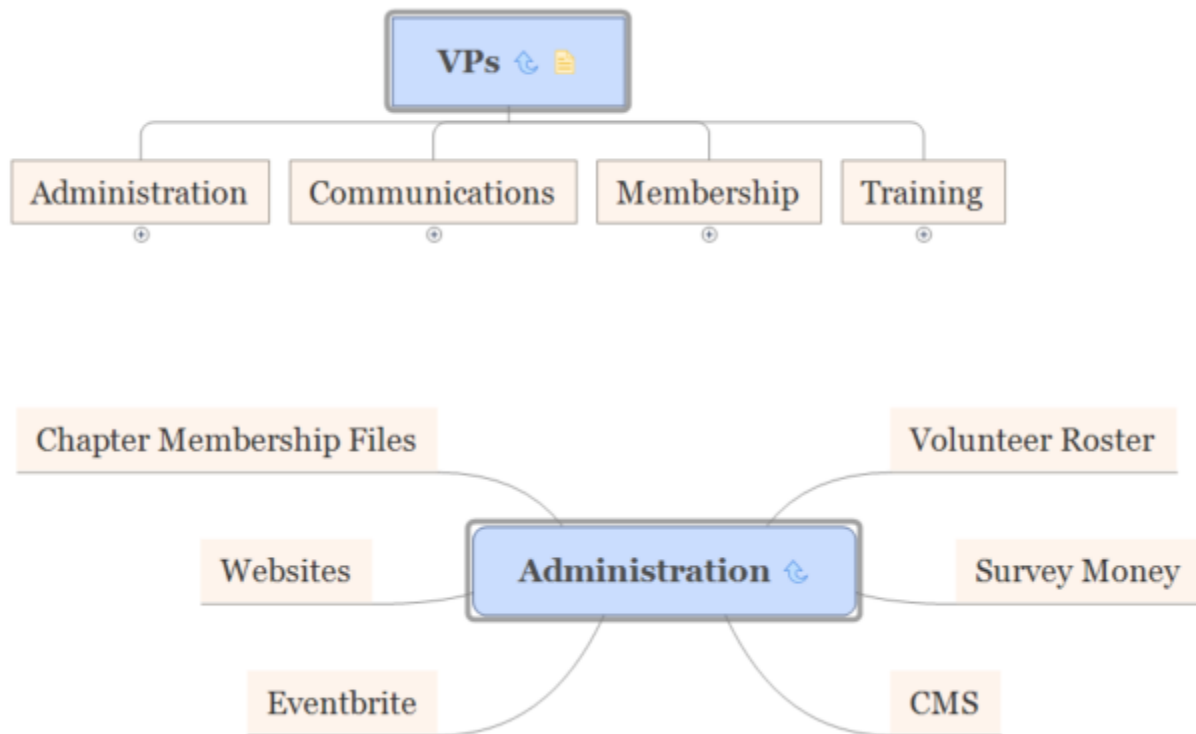 VPs
Administration Communications Membership Training
Chapter Membership Files Volunteer Roster
Websites Administration Survey Money
Eventbrite CMS